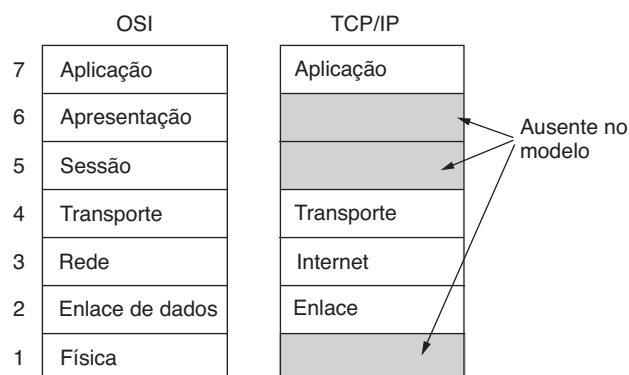 OSI TCP/IP
7 Aplicação Aplicação
6 Apresentação
Ausente no
modelo
5 Sessão
4 Transporte Transporte
3 Rede Internet
2 Enlace de dados Enlace
1 Física